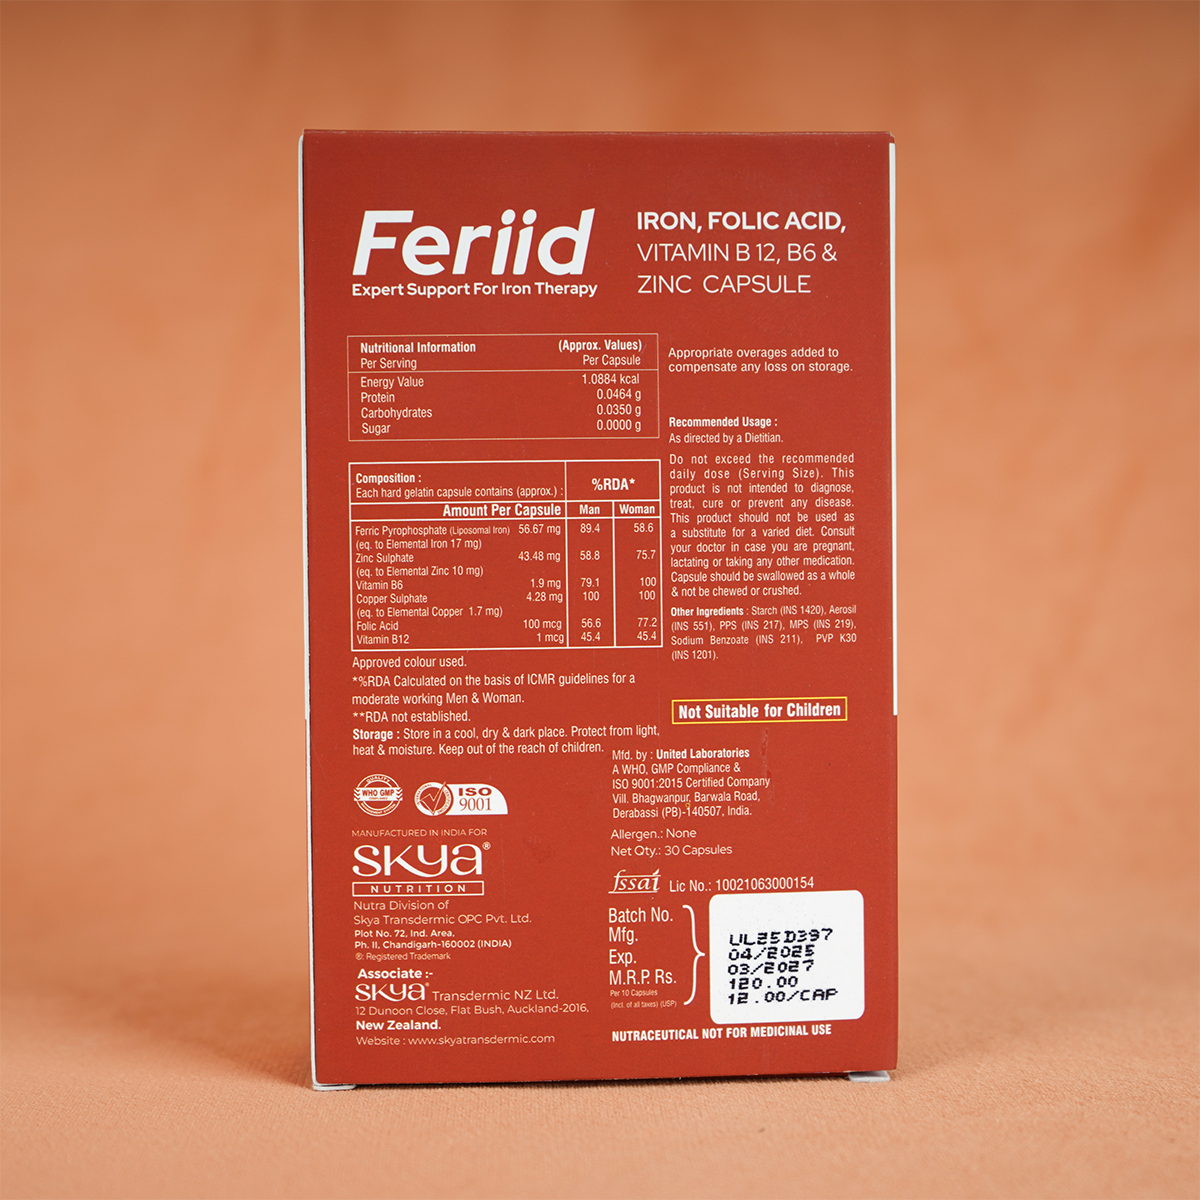 Feriid
Expert Support For Iron Therapy
IRON, FOLIC ACID,
VITAMIN B 12, B6 &
ZINC CAPSULE
Nutritional Information (Approx. Values)
Per Serving Per Capsule
Energy Value 1.0884 kcal
Protein 0.0464 g
Carbohydrates 0.0350 g
Sugar 0.0000 g
Appropriate overages added to
compensate any loss on storage.
Recommended Usage :
As directed by a Dietitian.
Do not exceed the recommended
daily dose (Serving Size). This
product is not intended to diagnose,
treat, cure or prevent any disease.
This product should not be used as
a substitute for a varied diet. Consult
your doctor in case you are pregnant,
lactating or taking any other medication.
Capsule should be swallowed as a whole
& not be chewed or crushed.
Other Ingredients : Starch (INS 1420), Aerosil
(INS 551), PPS (INS 217), MPS (INS 219),
Sodium Benzoate (INS 211), PVP K30
(INS 1201).
Composition :
Each hard gelatin capsule contains (approx.) : %RDA*
Amount Per Capsule Man Woman
Ferric Pyrophosphate (Liposomal Iron) 56.67 mg 89.4 58.6
(eq. to Elemental Iron 17 mg)
Zinc Sulphate 43.48 mg 58.8 75.7
(eq. to Elemental Zinc 10 mg)
Vitamin B6 1.9 mg 79.1 100
Copper Sulphate 4.28 mg 100 100
(eq. to Elemental Copper 1.7 mg)
Folic Acid 100 mcg 56.6 77.2
Vitamin B12 1 mcg 45.4 45.4
Approved colour used.
*%RDA Calculated on the basis of ICMR guidelines for a
moderate working Men & Woman.
**RDA not established.
Storage : Store in a cool, dry & dark place. Protect from light,
heat & moisture. Keep out of the reach of children.
Not Suitable for Children
Mfd. by : United Laboratories
A WHO, GMP Compliance &
ISO 9001:2015 Certified Company
Vill. Bhagwanpur, Barwala Road,
Derabassi (PB)-140507, India.
Allergen.: None
Net Qty.: 30 Capsules
fssai Lic No.: 10021063000154
QUALITY
WHO GMP
ISO
9001
MANUFACTURED IN INDIA FOR
SKYA®
NUTRITION
Nutra Division of
Skya Transdermic OPC Pvt. Ltd.
Plot No. 72, Ind. Area,
Ph. II, Chandigarh-160002 (INDIA)
®: Registered Trademark
Associate :-
SKYA® Transdermic NZ Ltd.
12 Dunoon Close, Flat Bush, Auckland-2016,
New Zealand.
Website : www.skyatransdermic.com
Batch No. UL25D397
Mfg. 04/2025
Exp. 03/2027
M.R.P. Rs. 120.00
Per 10 Capsules 12.00/CAP
(Incl. of all taxes) (USP)
NUTRACEUTICAL NOT FOR MEDICINAL USE